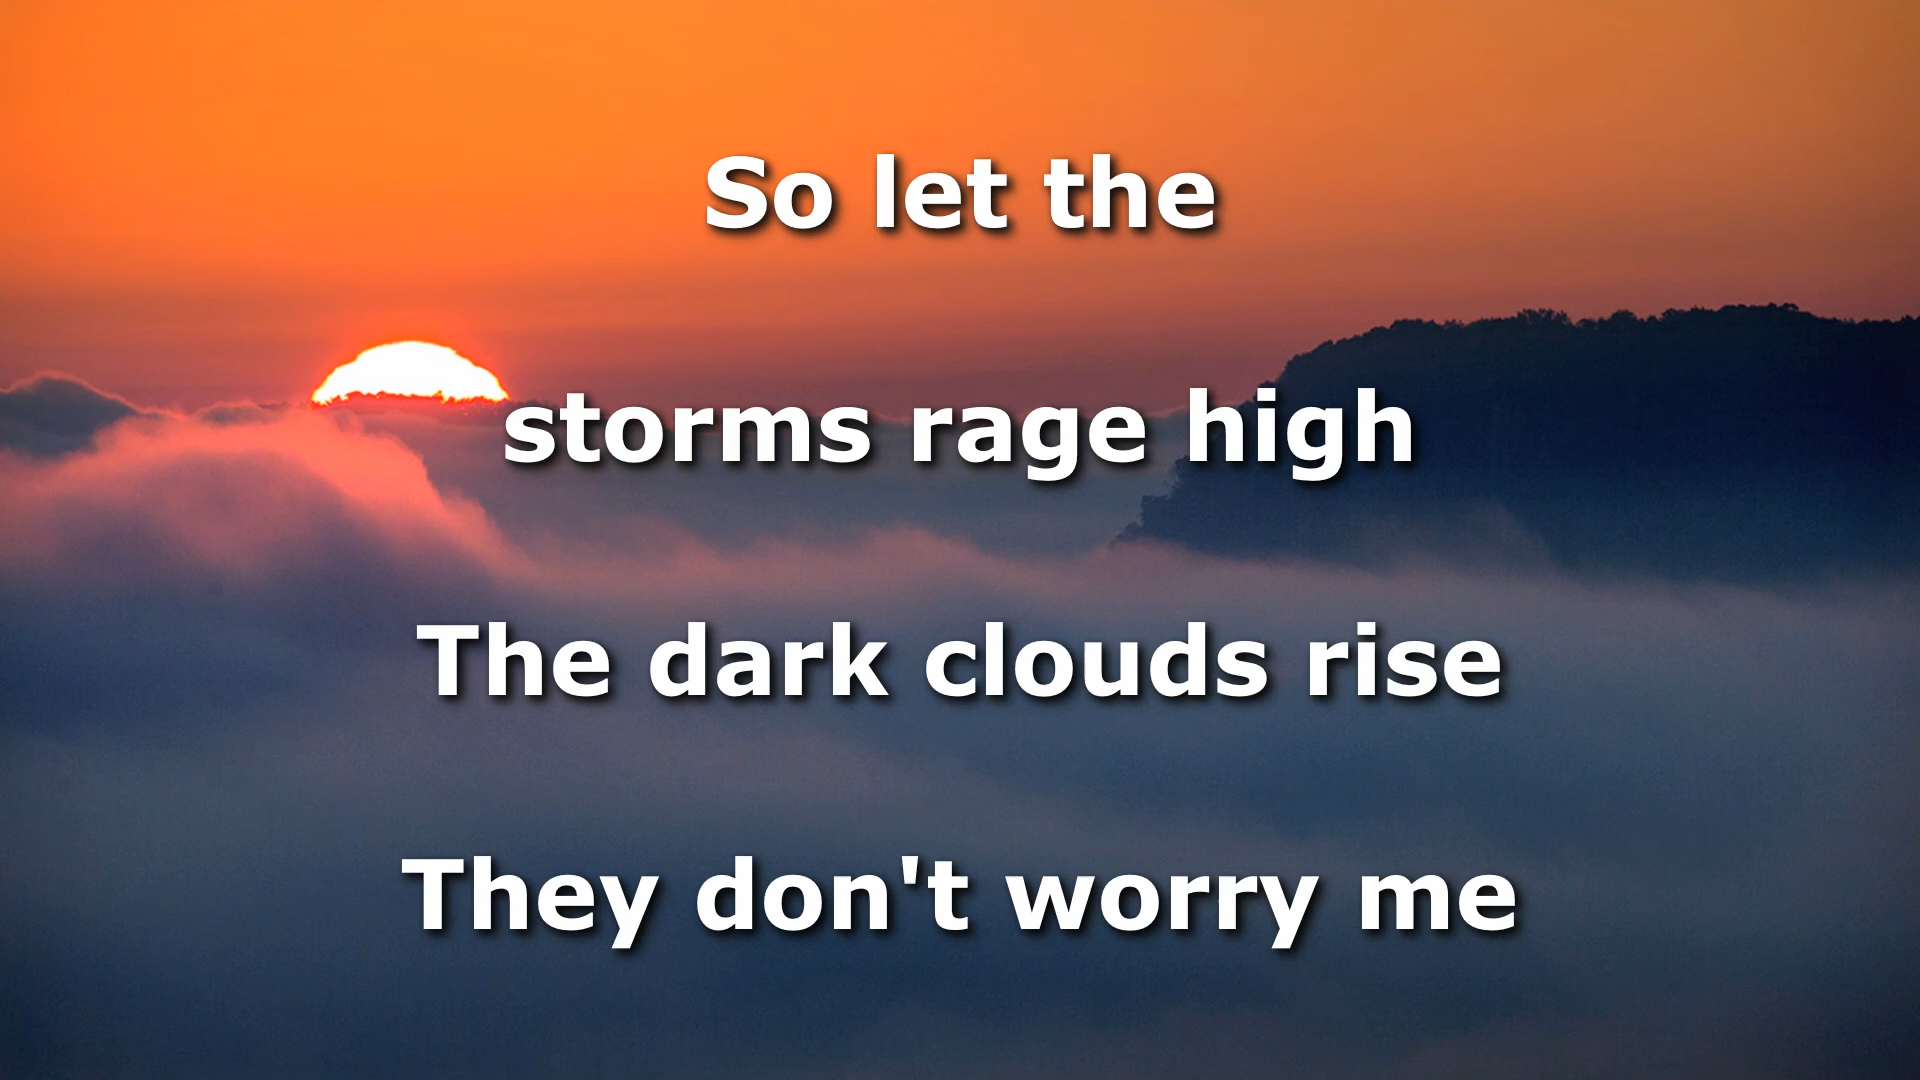 So let the
storms rage high
The dark clouds rise
They don't worry me